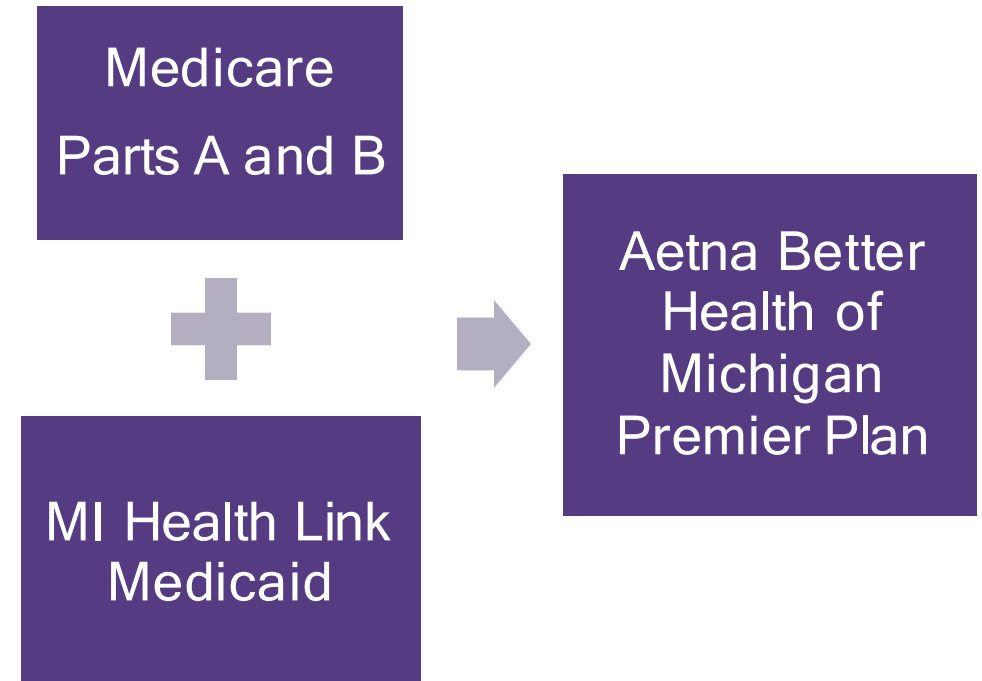 Medicare
Parts A and B
MI Health Link
Medicaid
Aetna Better
Health of
Michigan
Premier Plan